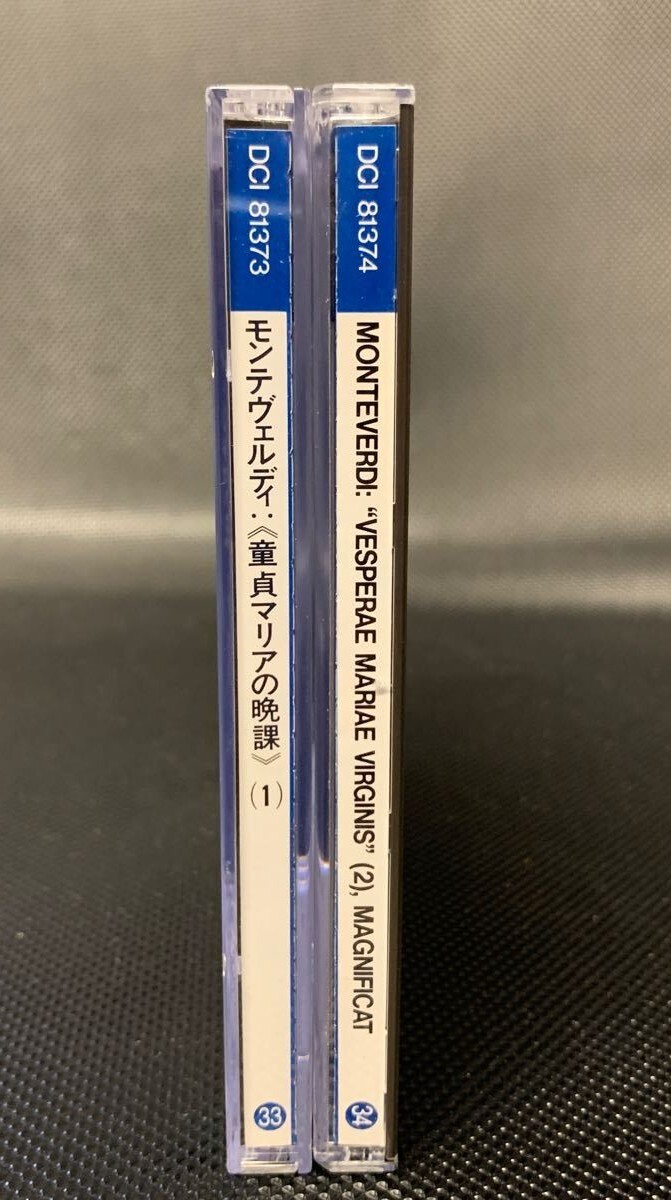 DCI 81373
モンテヴェルディ:《童貞マリアの晩課》(1)
33
DCI 81374
MONTEVERDI: “VESPERAE MARIAE VIRGINIS” (2), MAGNIFICAT
34